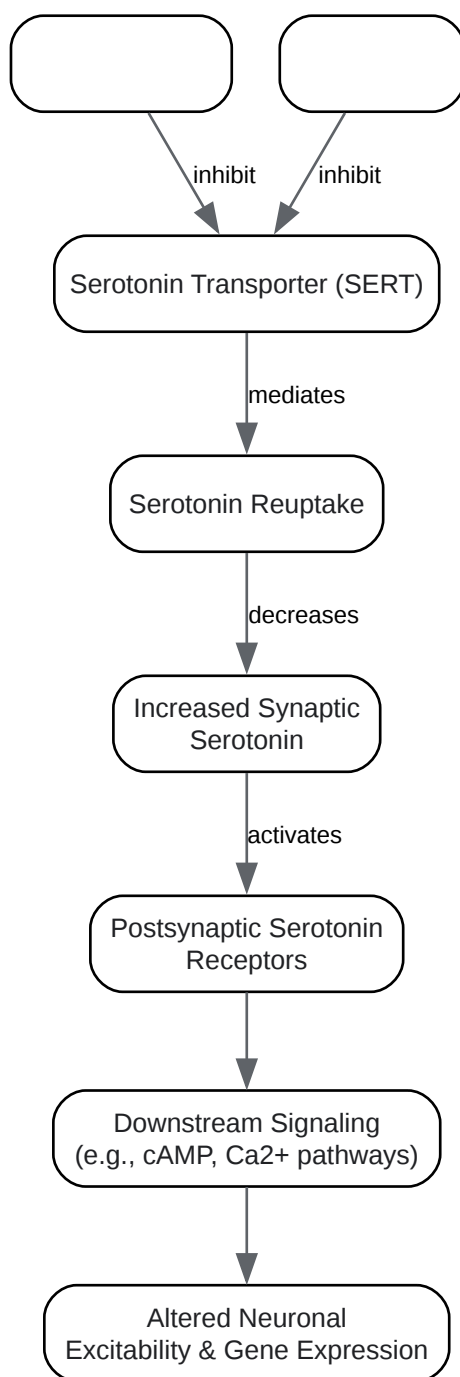 inhibit
inhibit
Serotonin Transporter (SERT)
mediates
Serotonin Reuptake
decreases
Increased Synaptic
Serotonin
activates
Postsynaptic Serotonin
Receptors
Downstream Signaling
(e.g., cAMP, Ca2+ pathways)
Altered Neuronal
Excitability & Gene Expression